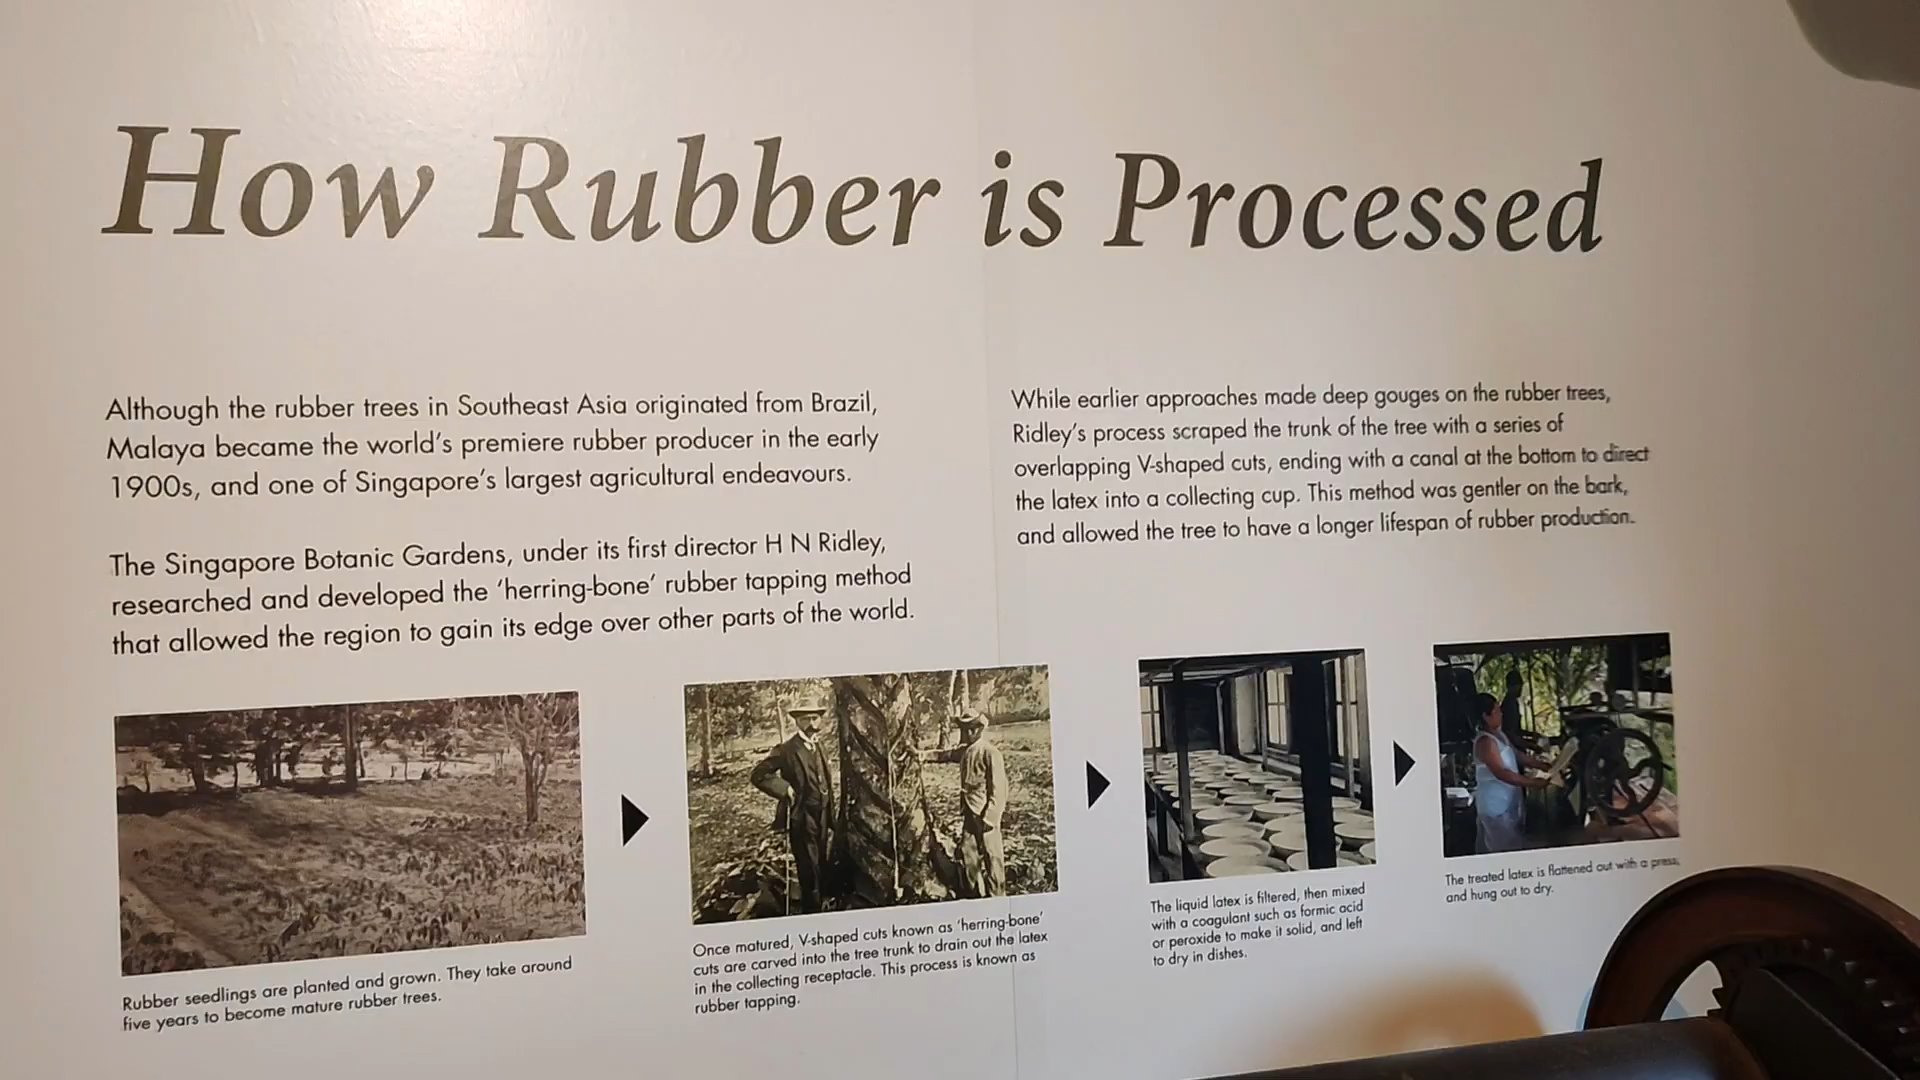 How Rubber is Processed
Although the rubber trees in Southeast Asia originated from Brazil,
Malaya became the world's premiere rubber producer in the early
1900s, and one of Singapore's largest agricultural endeavours.
The Singapore Botanic Gardens, under its first director H N Ridley,
researched and developed the 'herring-bone' rubber tapping method
that allowed the region to gain its edge over other parts of the world.
While earlier approaches made deep gouges on the rubber trees,
Ridley's process scraped the trunk of the tree with a series of
overlapping V-shaped cuts, ending with a canal at the bottom to direct
the latex into a collecting cup. This method was gentler on the bark,
and allowed the tree to have a longer lifespan of rubber production.
Rubber seedlings are planted and grown. They take around
five years to become mature rubber trees.
Once matured, V-shaped cuts known as 'herring-bone'
cuts are carved into the tree trunk to drain out the latex
in the collecting receptacle. This process is known as
rubber tapping.
The liquid latex is filtered, then mixed
with a coagulant such as formic acid
or peroxide to make it solid, and left
to dry in dishes.
The treated latex is flattened out with a press,
and hung out to dry.